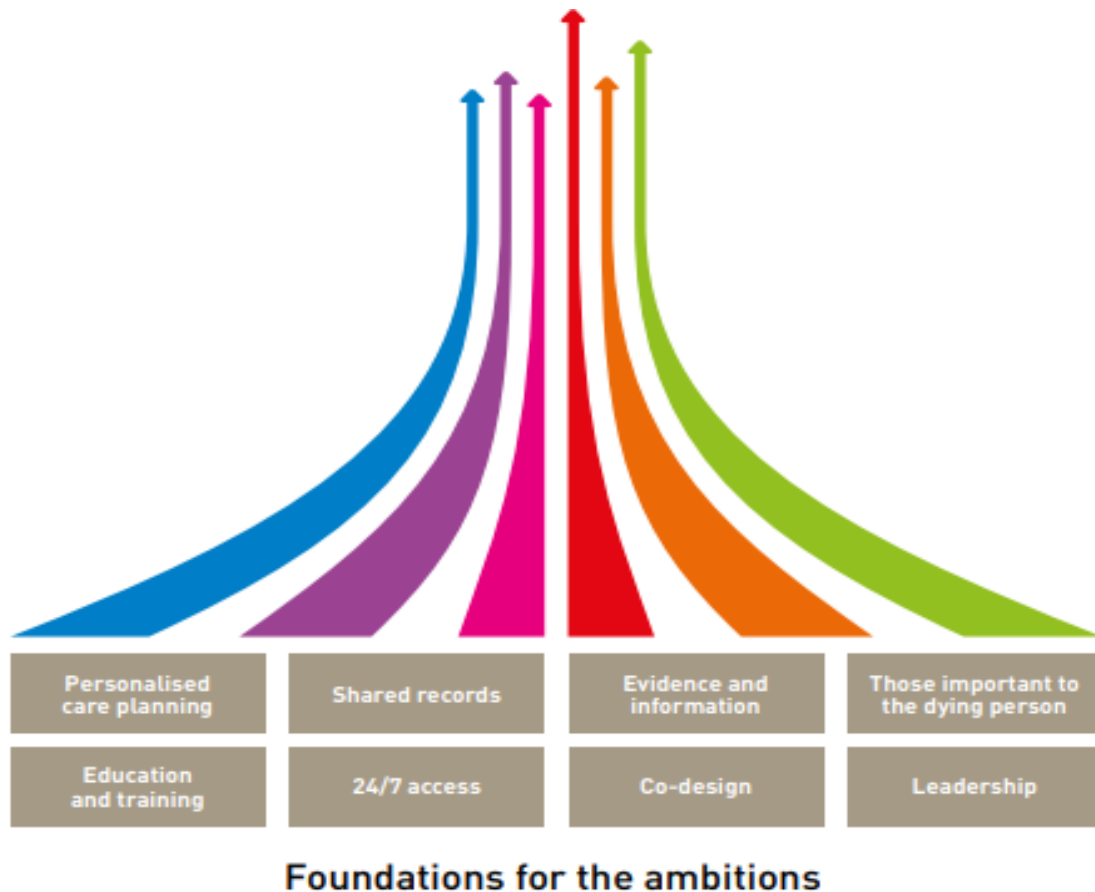 Personalised
care planning
Shared records
Evidence and
information
Those important to
the dying person
Education
and training
24/7 access
Co-design
Leadership
Foundations for the ambitions